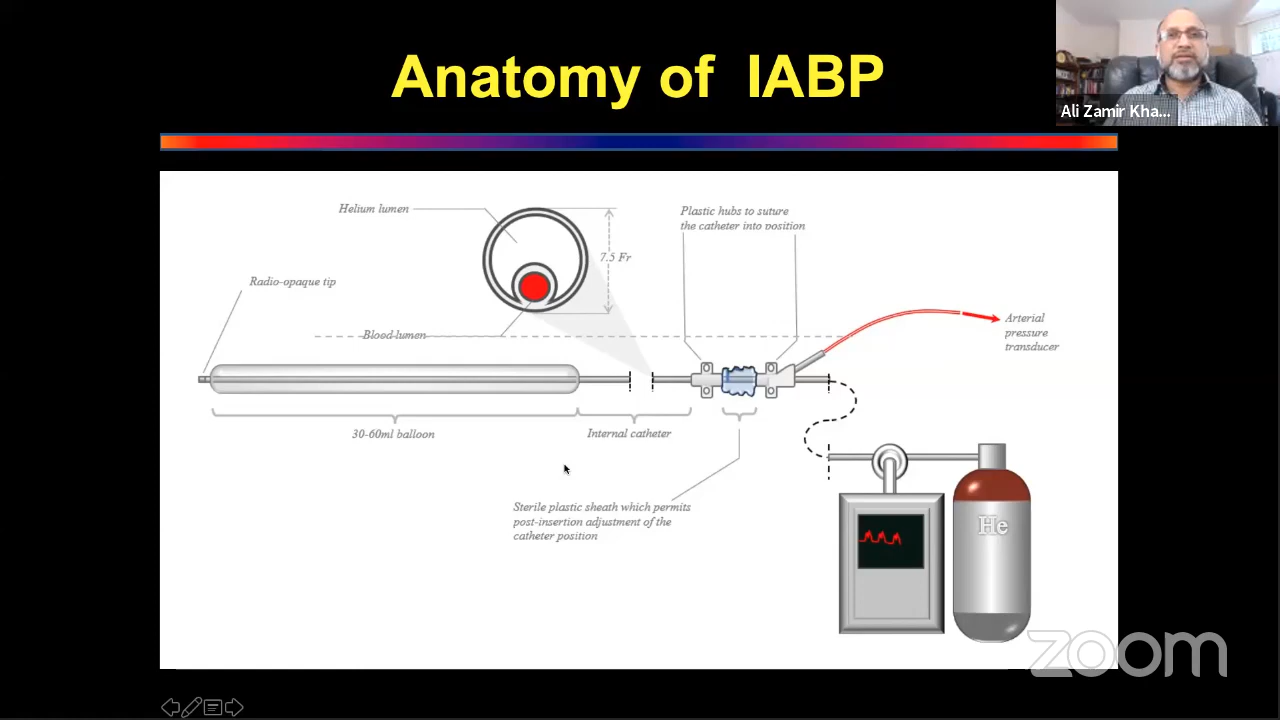 Anatomy of IABP
Ali Zamir Kha...
Helium lumen
Plastic hubs to suture
the catheter into position
7.5 Fr
Radio-opaque tip
Blood lumen
Arterial
pressure
transducer
30-60ml balloon
Internal catheter
Sterile plastic sheath which permits
post-insertion adjustment of the
catheter position
He
zoom